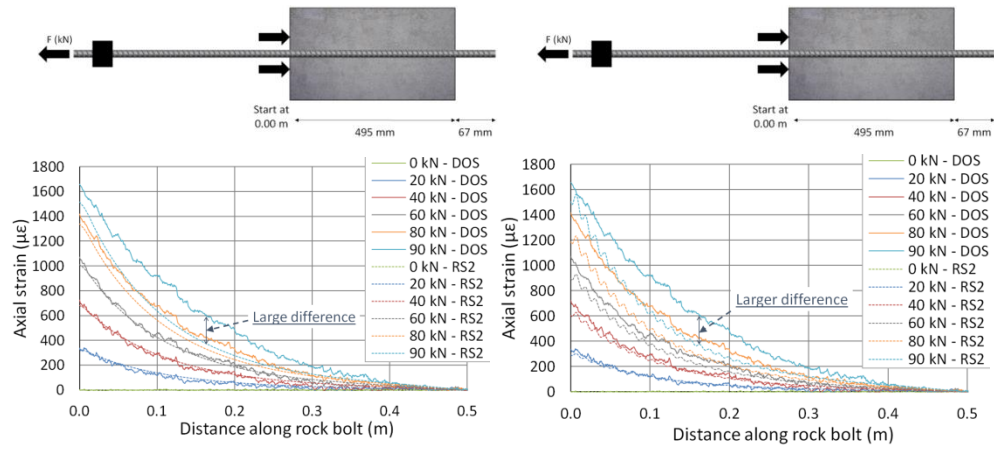 F (kN)
Start at
0.00 m
495 mm
67 mm
F (kN)
Start at
0.00 m
495 mm
67 mm
Axial strain (µε)
1800
1600
1400
1200
1000
800
600
400
200
0
0.0
0.1
0.2
0.3
0.4
0.5
Distance along rock bolt (m)
Large difference
0 kN - DOS
20 kN - DOS
40 kN - DOS
60 kN - DOS
80 kN - DOS
90 kN - DOS
0 kN - RS2
20 kN - RS2
40 kN - RS2
60 kN - RS2
80 kN - RS2
90 kN - RS2
Axial strain (µε)
1800
1600
1400
1200
1000
800
600
400
200
0
0.0
0.1
0.2
0.3
0.4
0.5
Distance along rock bolt (m)
Larger difference
0 kN - DOS
20 kN - DOS
40 kN - DOS
60 kN - DOS
80 kN - DOS
90 kN - DOS
0 kN - RS2
20 kN - RS2
40 kN - RS2
60 kN - RS2
80 kN - RS2
90 kN - RS2